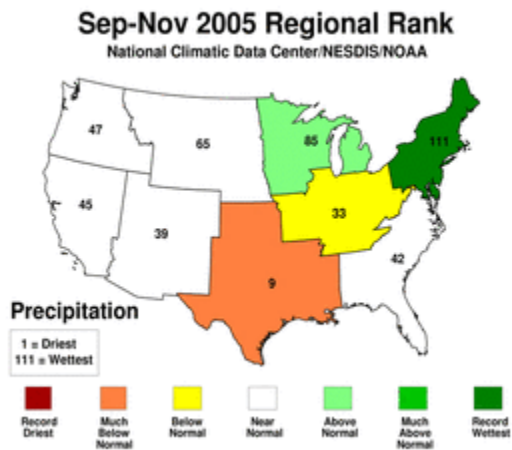 Sep-Nov 2005 Regional Rank
National Climatic Data Center/NESDIS/NOAA
47
65
85
111
45
39
33
42
9
Precipitation
1 = Driest
111 = Wettest
Record Driest
Much Below Normal
Below Normal
Near Normal
Above Normal
Much Above Normal
Record Wettest